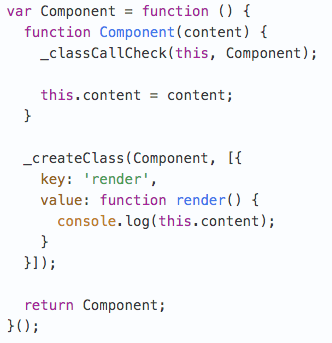 var Component = function () {
  function Component(content) {
    _classCallCheck(this, Component);

    this.content = content;
  }

  _createClass(Component, [{
    key: 'render',
    value: function render() {
      console.log(this.content);
    }
  }]);

  return Component;
}();